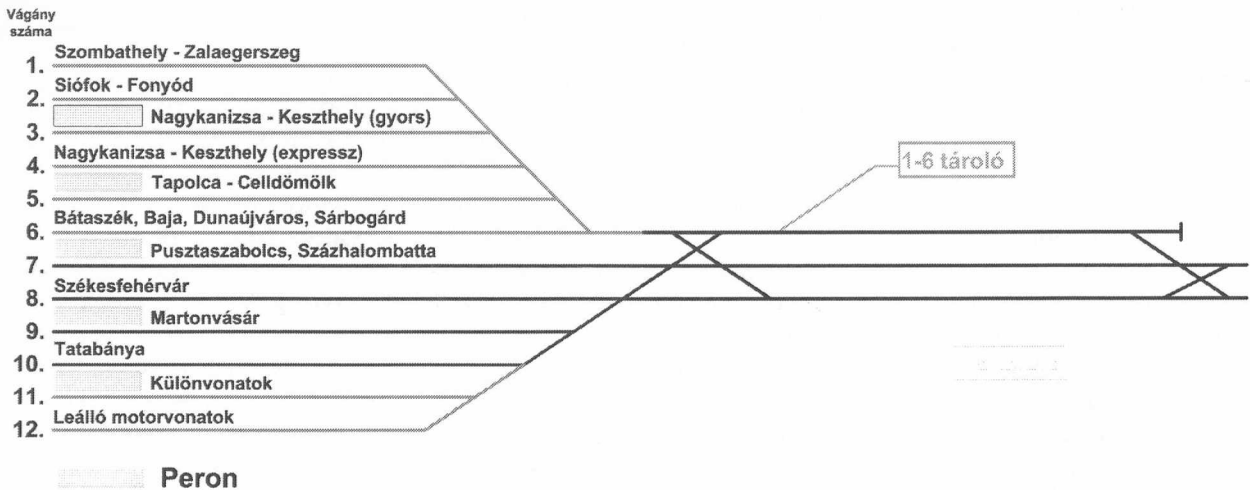 Vágány
száma
Szombathely - Zalaegerszeg
1.
Siófok - Fonyód
2.
Nagykanizsa - Keszthely (gyors)
3.
Nagykanizsa - Keszthely (expressz)
4.
1-6 tároló
Tapolca - Celldömölk
5.
Bátaszék, Baja, Dunaújváros, Sárbogárd
6.
Pusztaszabolcs, Százhalombatta
7.
Székesfehérvár
8.
Martonvásár
9.
Tatabánya
10.
Különvonatok
11.
Leálló motorvonatok
12.
Peron